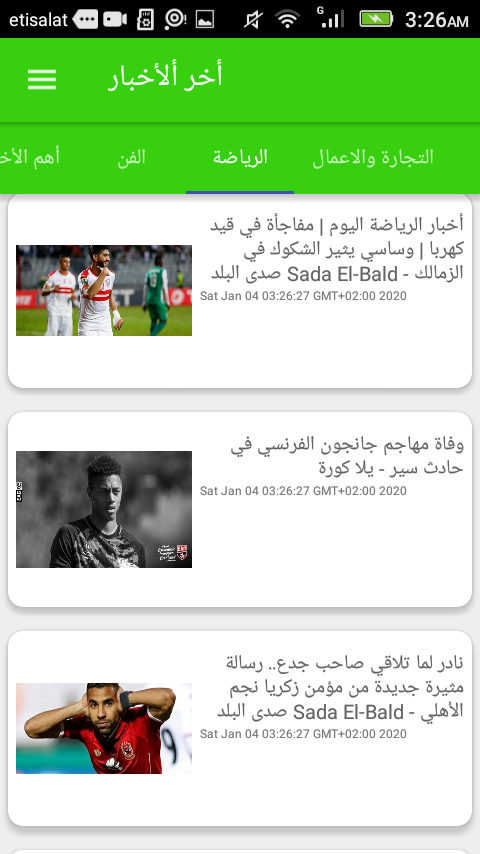 etisalat
G
3:26AM
أخر ألأخبار
التجارة والاعمال
الرياضة
الفن
أهم الأخ
أخبار الرياضة اليوم | مفاجأة في قيد
كهربا | وساسي يثير الشكوك في
الزمالك - Sada El-Bald صدى البلد
Sat Jan 04 03:26:27 GMT+02:00 2020
وفاة مهاجم جانجون الفرنسي في
حادث سير - يلا كورة
Sat Jan 04 03:26:27 GMT+02:00 2020
نادر لما تلاقي صاحب جدع.. رسالة
مثيرة جديدة من مؤمن زكريا نجم
الأهلي - Sada El-Bald صدى البلد
Sat Jan 04 03:26:27 GMT+02:00 2020